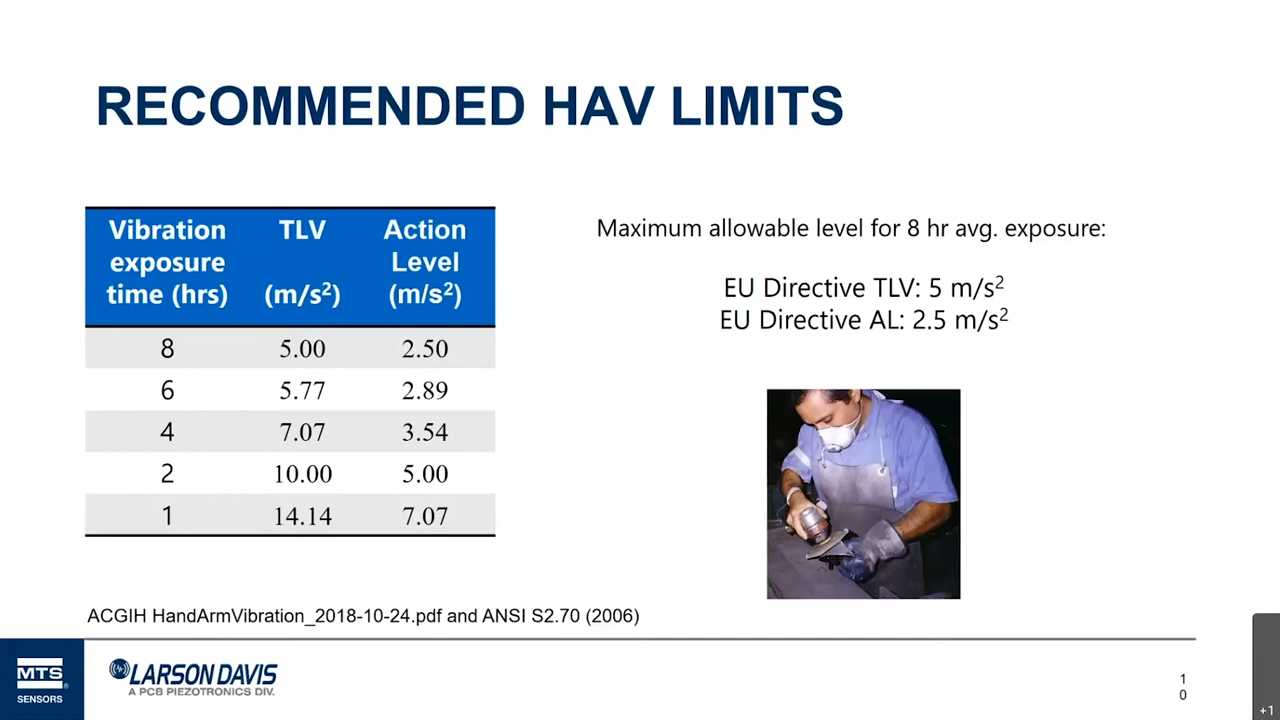 RECOMMENDED HAV LIMITS
Vibration exposure time (hrs) TLV (m/s²) Action Level (m/s²)
8 5.00 2.50
6 5.77 2.89
4 7.07 3.54
2 10.00 5.00
1 14.14 7.07
Maximum allowable level for 8 hr avg. exposure:
EU Directive TLV: 5 m/s²
EU Directive AL: 2.5 m/s²
ACGIH HandArmVibration_2018-10-24.pdf and ANSI S2.70 (2006)
MTS
SENSORS
LARSON DAVIS
A PCB PIEZOTRONICS DIV.
1
0
+1